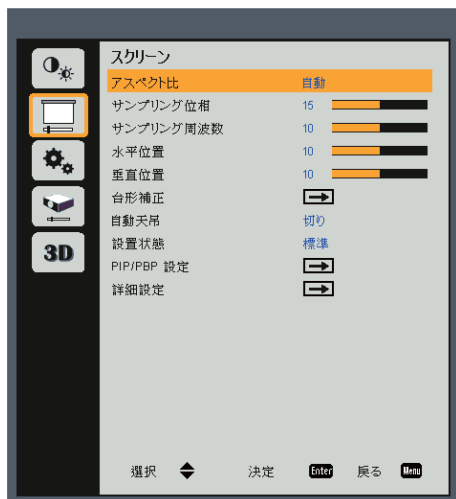 スクリーン
アスペクト比 自動
サンプリング位相 15
サンプリング周波数 10
水平位置 10
垂直位置 10
台形補正
自動天吊 切り
設置状態 標準
PIP/PBP 設定
詳細設定
3D
選択 決定 Enter 戻る Menu